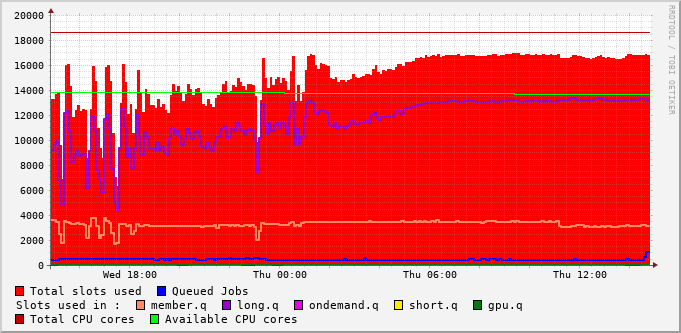 20000
18000
16000
14000
12000
10000
8000
6000
4000
2000
0
Wed 18:00 Thu 00:00 Thu 06:00 Thu 12:00
Total slots used Queued Jobs
Slots used in : member.q long.q ondemand.q short.q gpu.q
Total CPU cores Available CPU cores
RRDTOOL / TOBI OETIKER